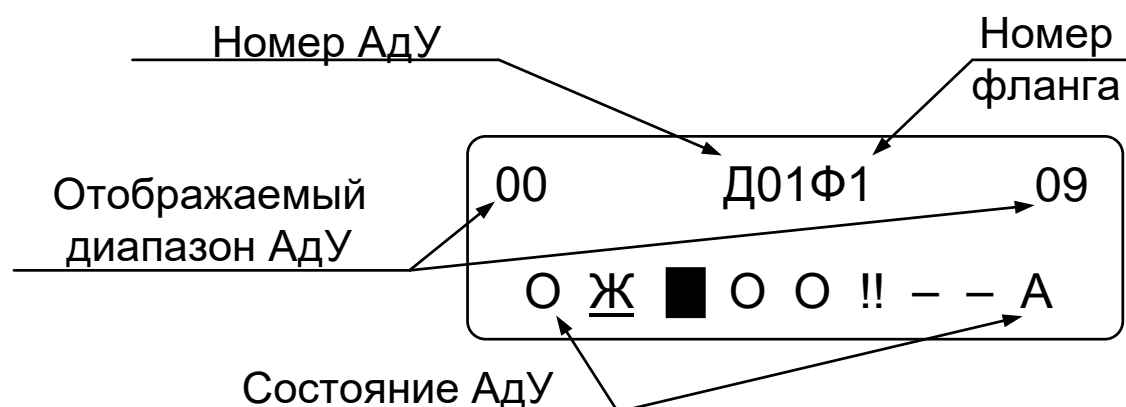 Номер АдУ
Номер
фланга
Отображаемый
диапазон АдУ
00 Д01Ф1 09
О Ж ■ О О !! – – А
Состояние АдУ